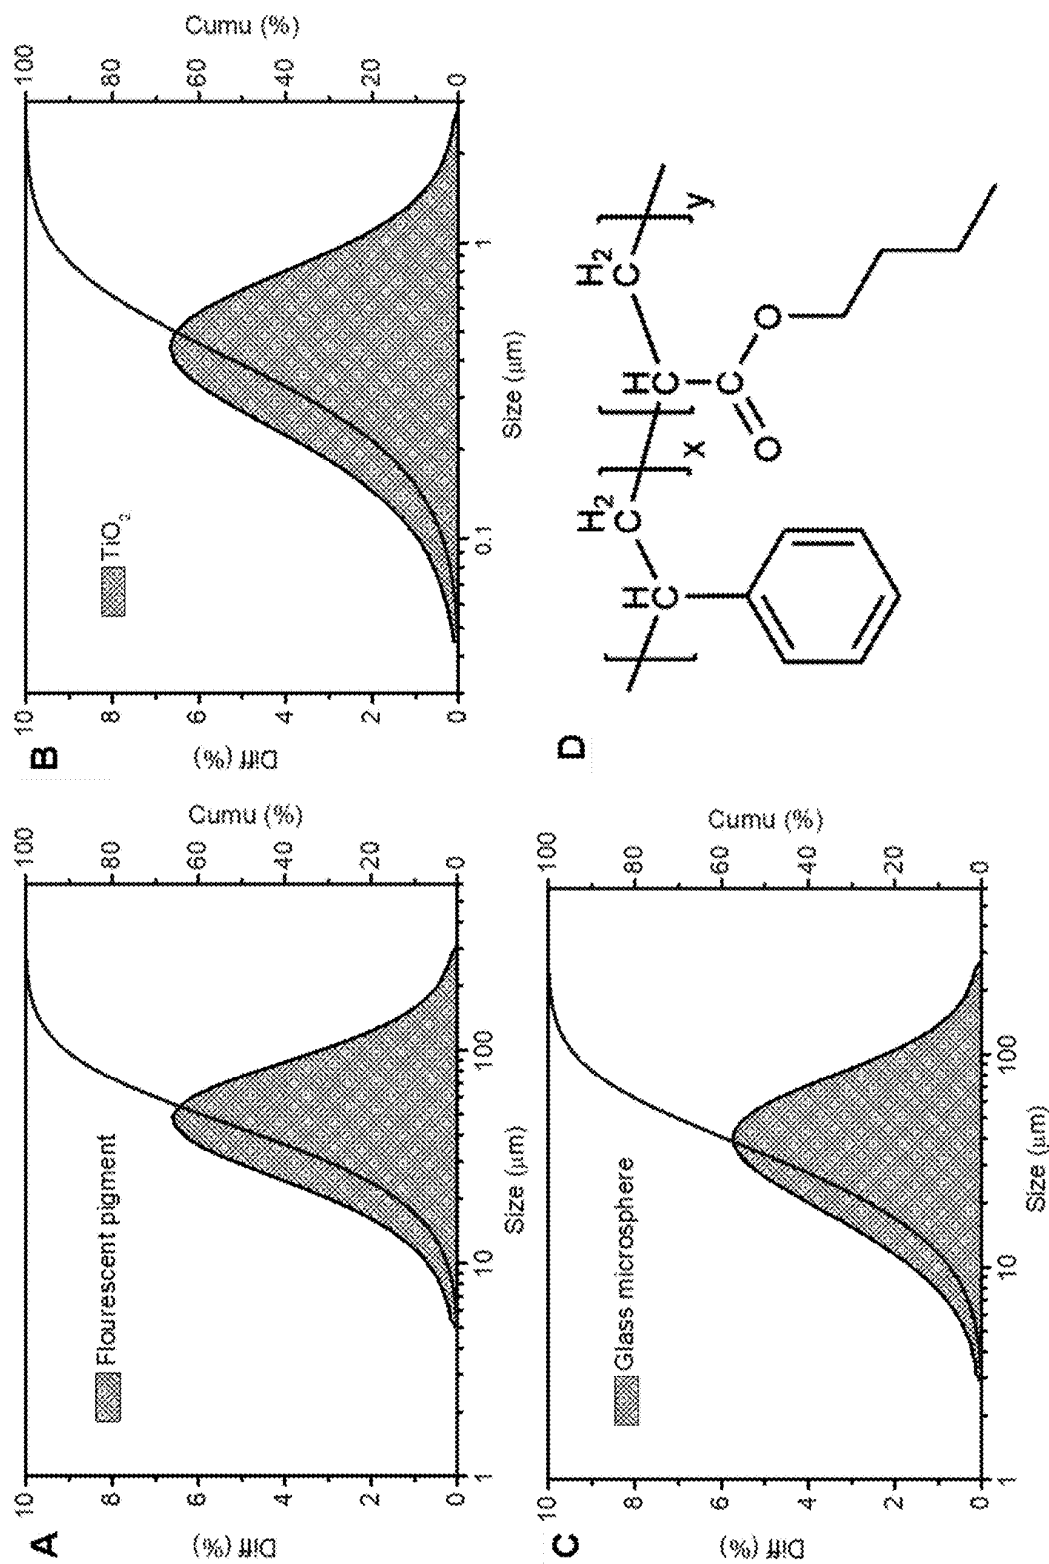 A
Diff (%)
Cumu (%)
10
8
6
4
2
0
100
80
60
40
20
0
Flourescent pigment
1
10
100
Size (μm)
B
Diff (%)
Cumu (%)
10
8
6
4
2
0
100
80
60
40
20
0
TiO2
0.1
1
Size (μm)
C
Diff (%)
Cumu (%)
10
8
6
4
2
0
100
80
60
40
20
0
Glass microsphere
1
10
100
Size (μm)
D
H
C
H2
C
x
H
C
H2
C
y
C
O
O